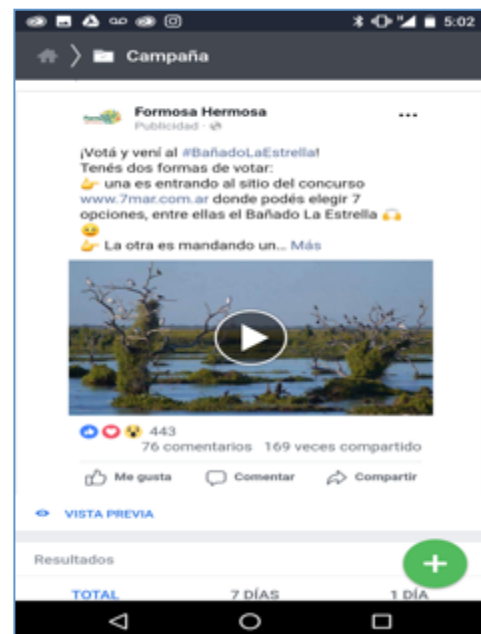 5:02
Campaña
Formosa Hermosa
Publicidad ·
¡Votá y vení al #BañadoLaEstrella!
Tenés dos formas de votar:
👉 una es entrando al sitio del concurso
www.7mar.com.ar donde podés elegir 7
opciones, entre ellas el Bañado La Estrella
👉 La otra es mandando un... Más
443
76 comentarios 169 veces compartido
Me gusta Comentar Compartir
VISTA PREVIA
Resultados
TOTAL 7 DÍAS 1 DÍA